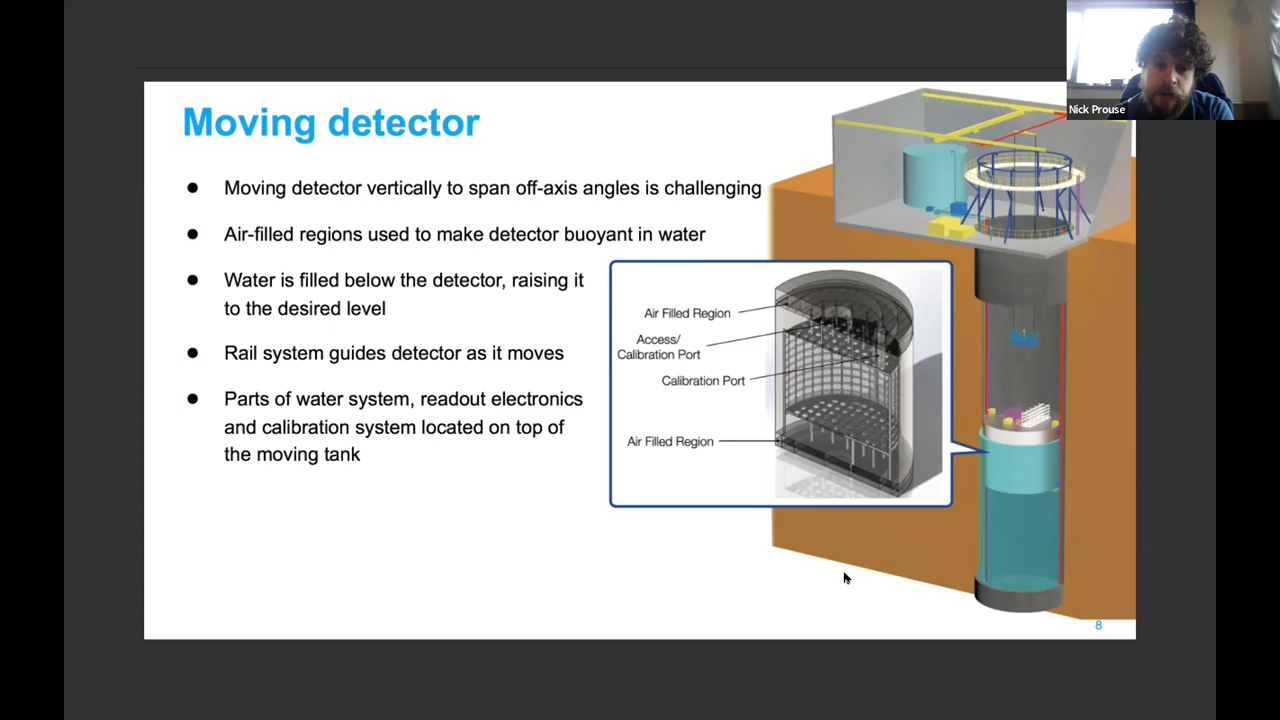 Nick Prouse
Moving detector
● Moving detector vertically to span off-axis angles is challenging
● Air-filled regions used to make detector buoyant in water
● Water is filled below the detector, raising it
to the desired level
● Rail system guides detector as it moves
● Parts of water system, readout electronics
and calibration system located on top of
the moving tank
Air Filled Region
Access/
Calibration Port
Calibration Port
Air Filled Region
8